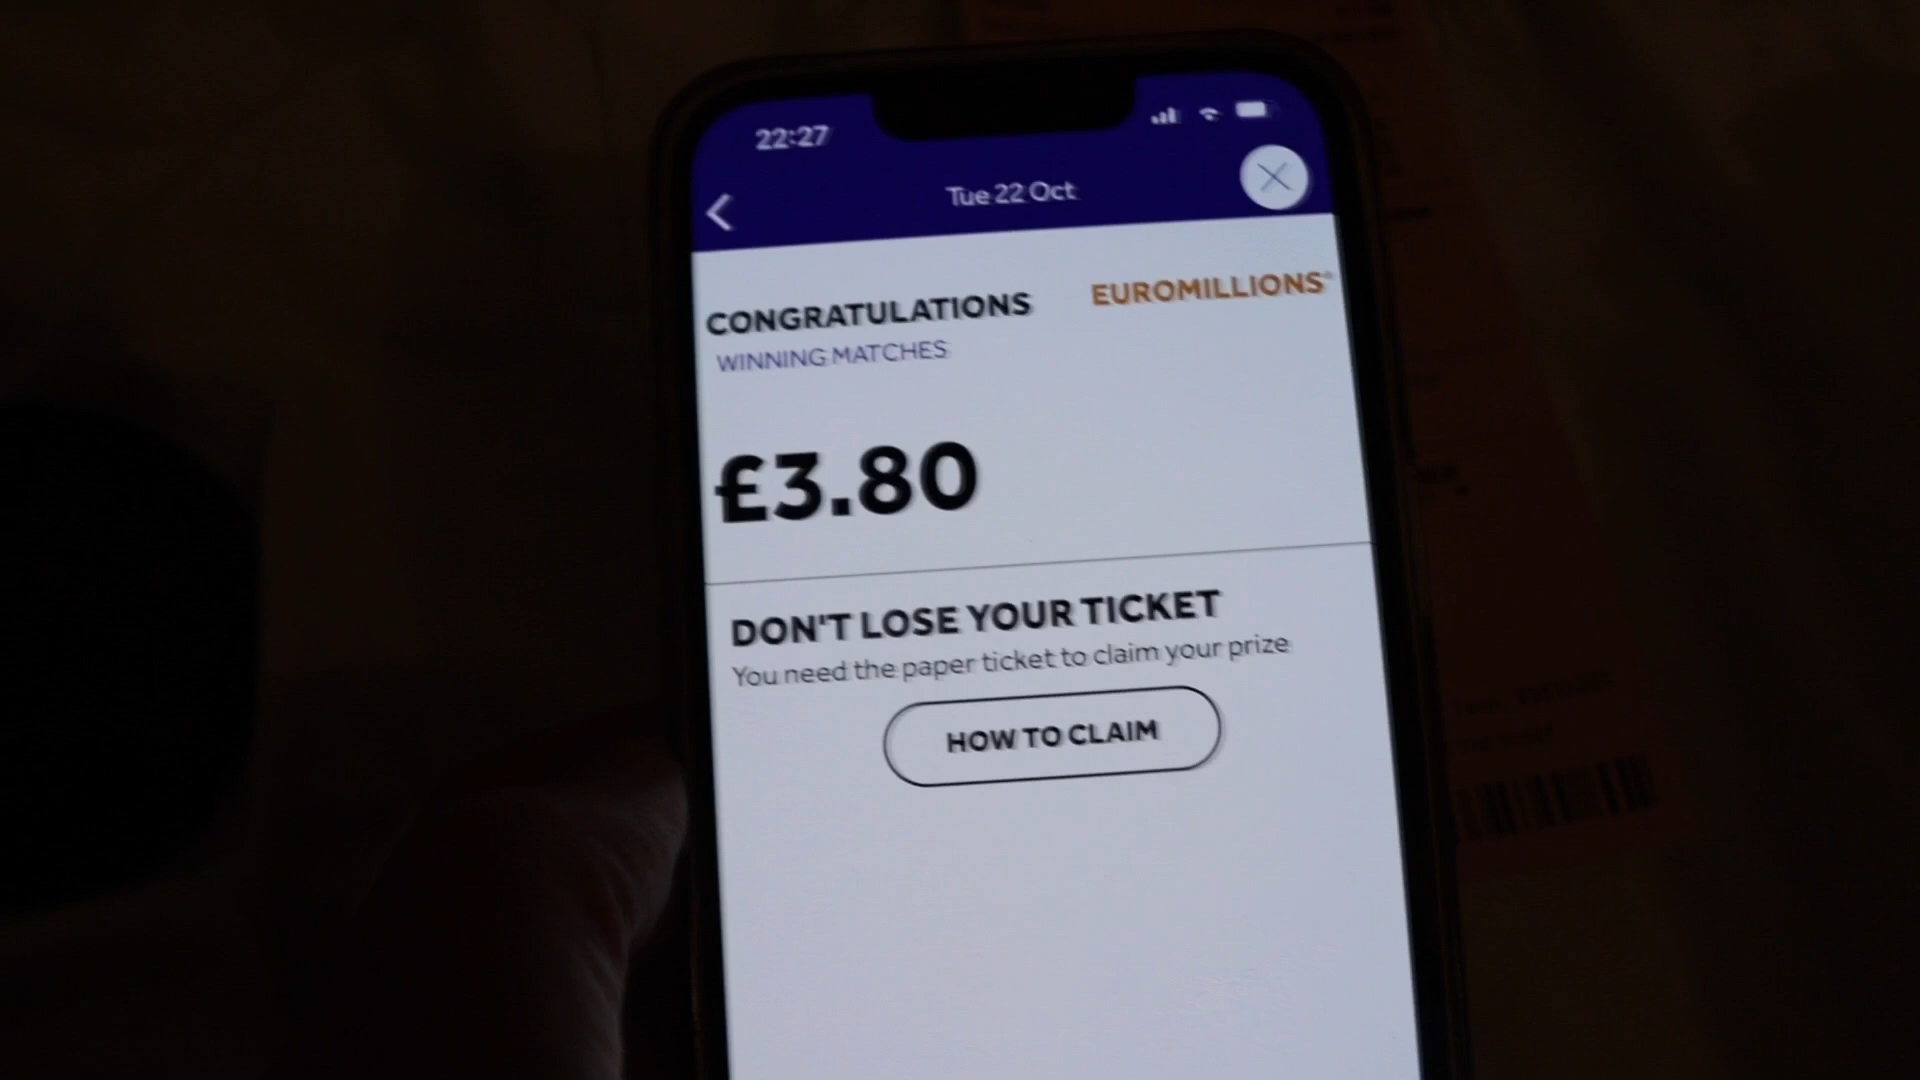 22:27
Tue 22 Oct
CONGRATULATIONS
EUROMILLIONS
WINNING MATCHES
£3.80
DON'T LOSE YOUR TICKET
You need the paper ticket to claim your prize
HOW TO CLAIM